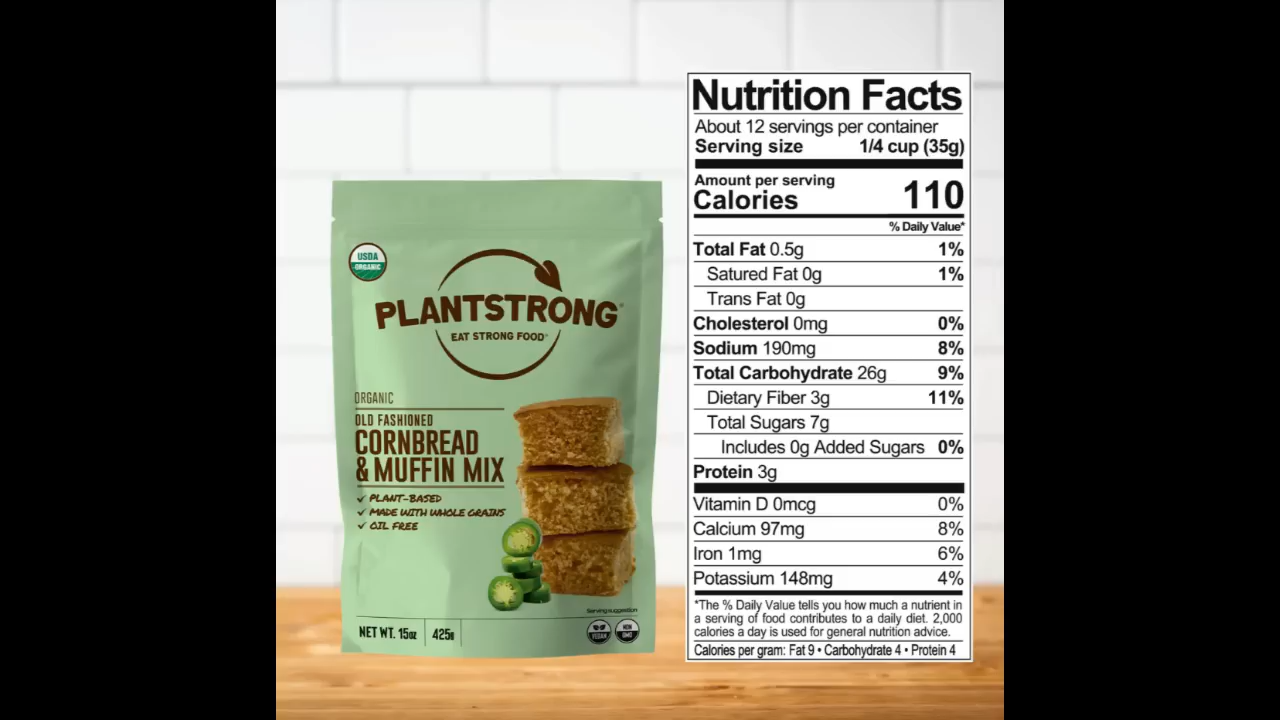 USDA
ORGANIC
PLANTSTRONG
EAT STRONG FOOD
ORGANIC
OLD FASHIONED
CORNBREAD
& MUFFIN MIX
✓ PLANT-BASED
✓ MADE WITH WHOLE GRAINS
✓ OIL FREE
Serving suggestion
NET WT. 15oz 425g
VEGAN
NON GMO
Nutrition Facts
About 12 servings per container
Serving size 1/4 cup (35g)
Amount per serving
Calories 110
% Daily Value*
Total Fat 0.5g 1%
Satured Fat 0g 1%
Trans Fat 0g
Cholesterol 0mg 0%
Sodium 190mg 8%
Total Carbohydrate 26g 9%
Dietary Fiber 3g 11%
Total Sugars 7g
Includes 0g Added Sugars 0%
Protein 3g
Vitamin D 0mcg 0%
Calcium 97mg 8%
Iron 1mg 6%
Potassium 148mg 4%
*The % Daily Value tells you how much a nutrient in
a serving of food contributes to a daily diet. 2,000
calories a day is used for general nutrition advice.
Calories per gram: Fat 9 • Carbohydrate 4 • Protein 4